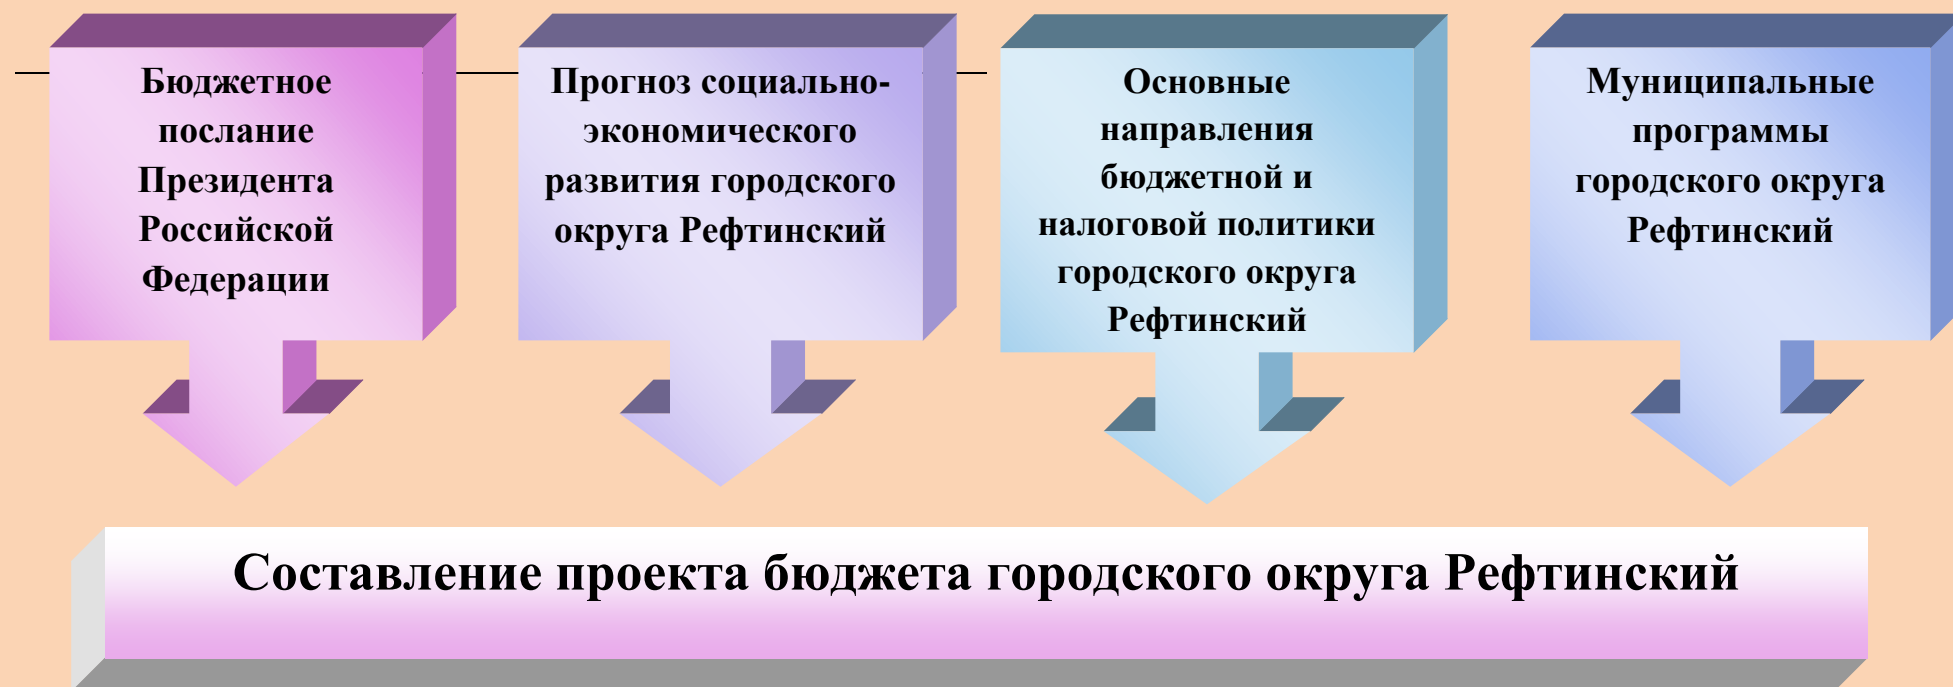 Бюджетное
послание
Президента
Российской
Федерации
Прогноз социально-
экономического
развития городского
округа Рефтинский
Основные
направления
бюджетной и
налоговой политики
городского округа
Рефтинский
Муниципальные
программы
городского округа
Рефтинский
Составление проекта бюджета городского округа Рефтинский